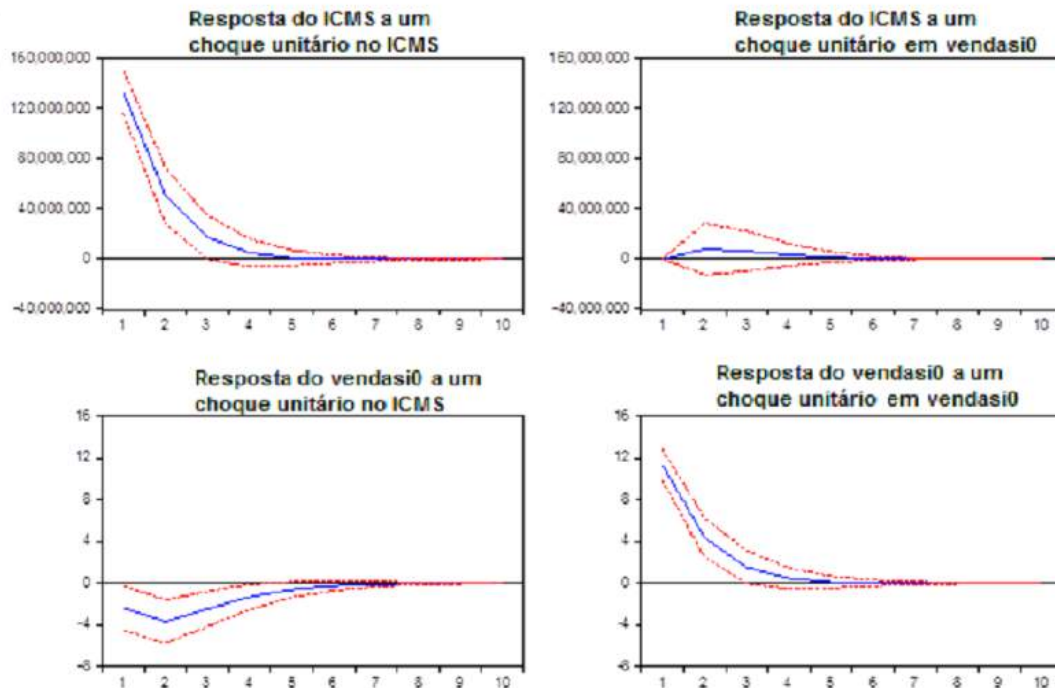 Resposta do ICMS a um
choque unitário no ICMS
160.000.000
120.000.000
80.000.000
40.000.000
0
-40.000.000
1 2 3 4 5 6 7 8 9 10
Resposta do ICMS a um
choque unitário em vendasi0
160,000,000
120,000,000
80,000,000
40,000,000
0
-40,000,000
1 2 3 4 5 6 7 8 9 10
Resposta do vendasi0 a um
choque unitário no ICMS
16
12
8
4
0
-4
-8
1 2 3 4 5 6 7 8 9 10
Resposta do vendasi0 a um
choque unitário em vendasi0
16
12
8
4
0
-4
-8
1 2 3 4 5 6 7 8 9 10